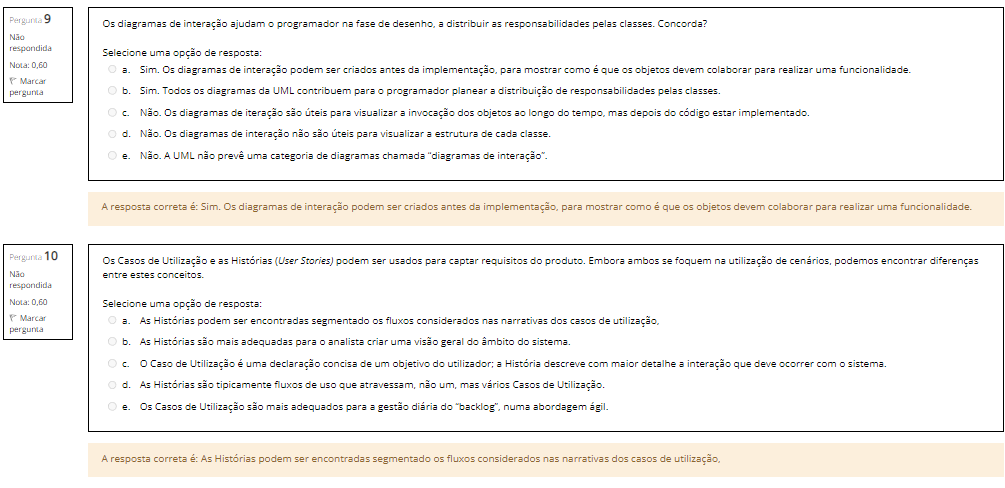 Pergunta 9
Não
respondida
Nota: 0,60
Marcar
pergunta
Os diagramas de interação ajudam o programador na fase de desenho, a distribuir as responsabilidades pelas classes. Concorda?
Selecione uma opção de resposta:
a. Sim. Os diagramas de interação podem ser criados antes da implementação, para mostrar como é que os objetos devem colaborar para realizar uma funcionalidade.
b. Sim. Todos os diagramas da UML contribuem para o programador planear a distribuição de responsabilidades pelas classes.
c. Não. Os diagramas de iteração são úteis para visualizar a invocação dos objetos ao longo do tempo, mas depois do código estar implementado.
d. Não. Os diagramas de interação não são úteis para visualizar a estrutura de cada classe.
e. Não. A UML não prevê uma categoria de diagramas chamada "diagramas de interação".
A resposta correta é: Sim. Os diagramas de interação podem ser criados antes da implementação, para mostrar como é que os objetos devem colaborar para realizar uma funcionalidade.
Pergunta 10
Não
respondida
Nota: 0,60
Marcar
pergunta
Os Casos de Utilização e as Histórias (User Stories) podem ser usados para captar requisitos do produto. Embora ambos se foquem na utilização de cenários, podemos encontrar diferenças
entre estes conceitos.
Selecione uma opção de resposta:
a. As Histórias podem ser encontradas segmentado os fluxos considerados nas narrativas dos casos de utilização,
b. As Histórias são mais adequadas para o analista criar uma visão geral do âmbito do sistema.
c. O Caso de Utilização é uma declaração concisa de um objetivo do utilizador; a História descreve com maior detalhe a interação que deve ocorrer com o sistema.
d. As Histórias são tipicamente fluxos de uso que atravessam, não um, mas vários Casos de Utilização.
e. Os Casos de Utilização são mais adequados para a gestão diária do "backlog", numa abordagem ágil.
A resposta correta é: As Histórias podem ser encontradas segmentado os fluxos considerados nas narrativas dos casos de utilização,